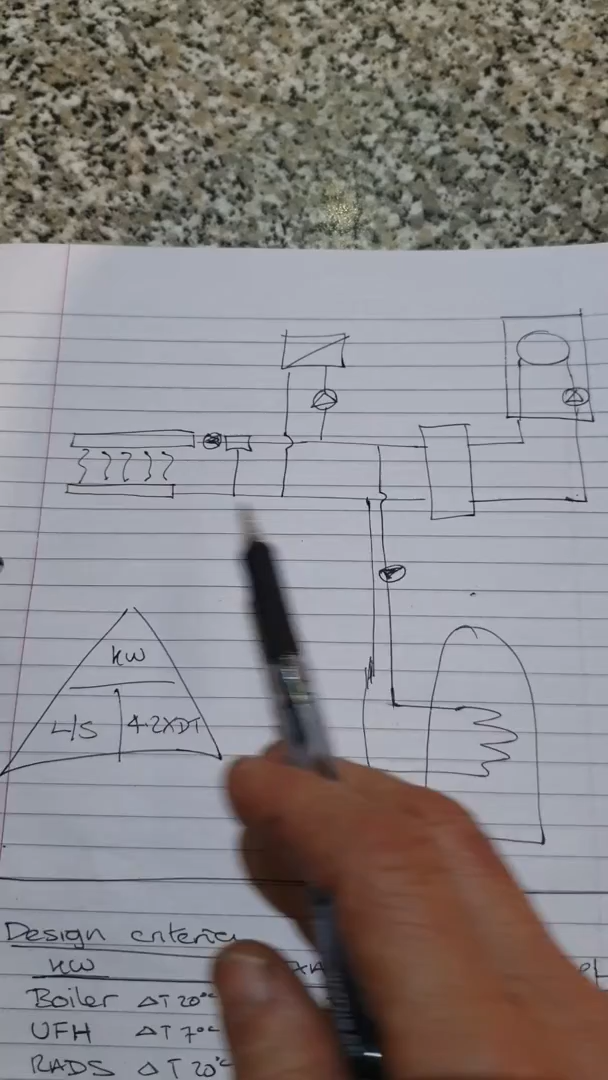 kW
L/S 4.2XDT
Design criteria
kW
Boiler ΔT 20°C
UFH ΔT 7°C
RADS ΔT 20°C